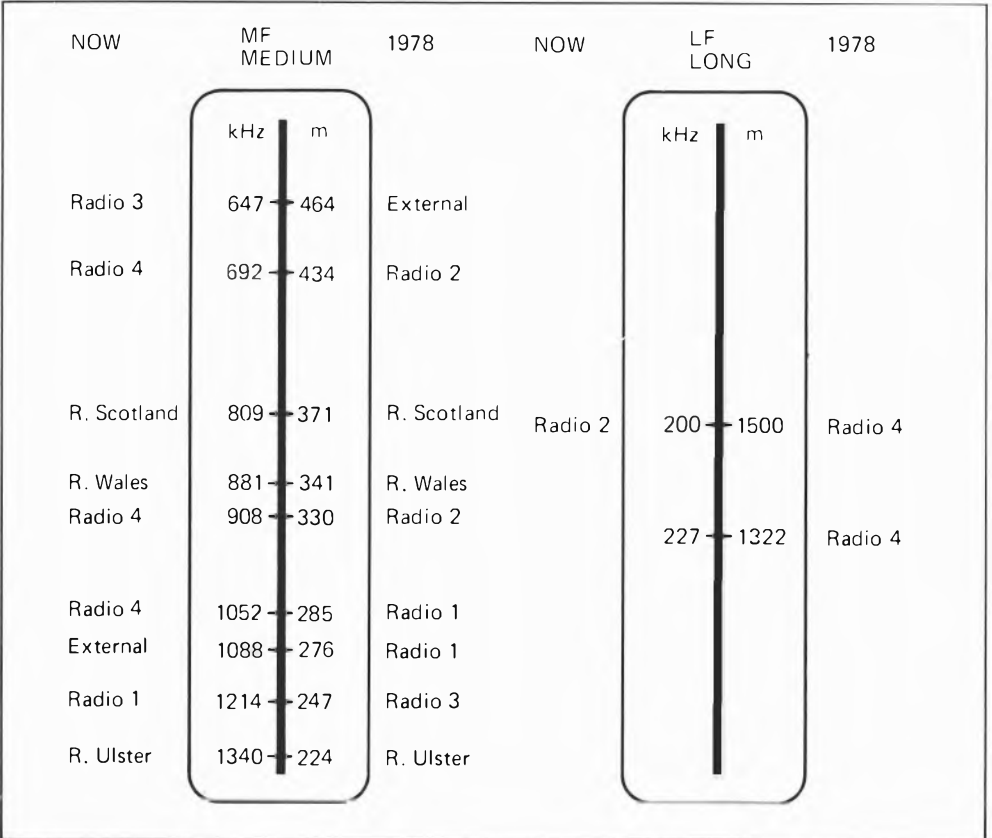 NOW MF MEDIUM 1978
kHz m
Radio 3 647 464 External
Radio 4 692 434 Radio 2
R. Scotland 809 371 R. Scotland
R. Wales 881 341 R. Wales
Radio 4 908 330 Radio 2
Radio 4 1052 285 Radio 1
External 1088 276 Radio 1
Radio 1 1214 247 Radio 3
R. Ulster 1340 224 R. Ulster
NOW LF LONG 1978
kHz m
Radio 2 200 1500 Radio 4
227 1322 Radio 4